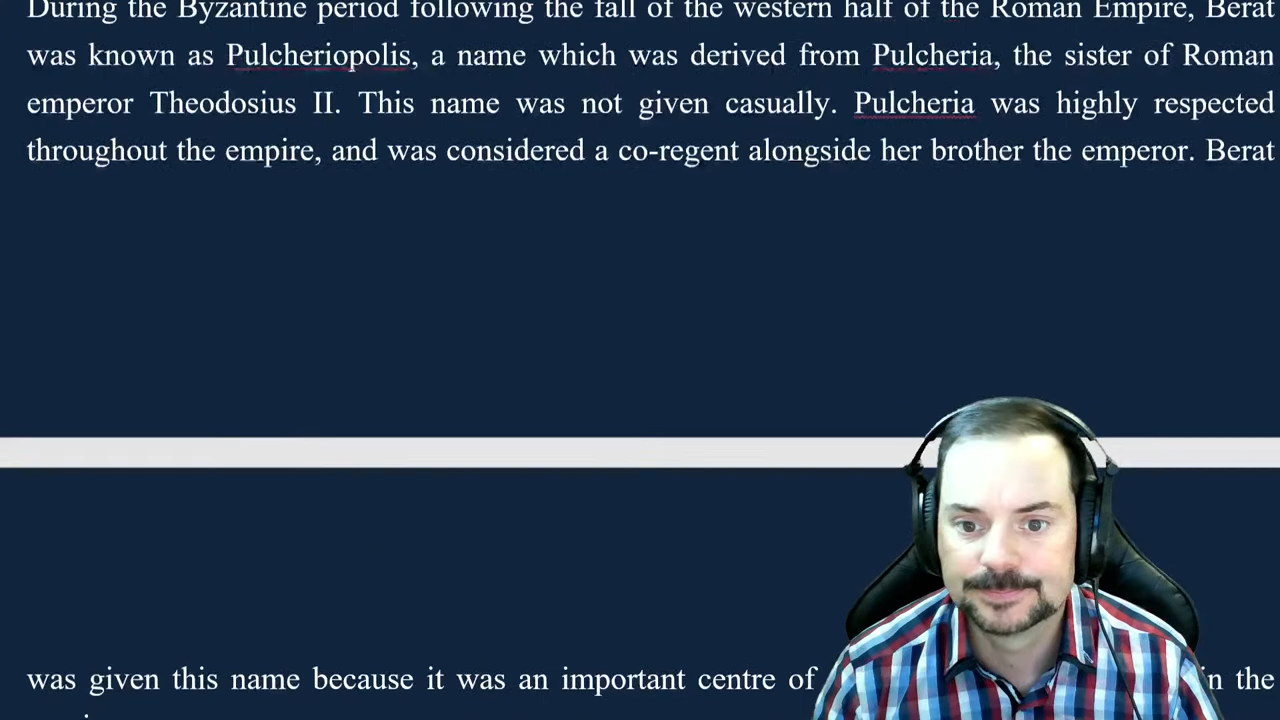 During the Byzantine period following the fall of the western half of the Roman Empire, Berat
was known as Pulcheriopolis, a name which was derived from Pulcheria, the sister of Roman
emperor Theodosius II. This name was not given casually. Pulcheria was highly respected
throughout the empire, and was considered a co-regent alongside her brother the emperor. Berat
was given this name because it was an important centre of the